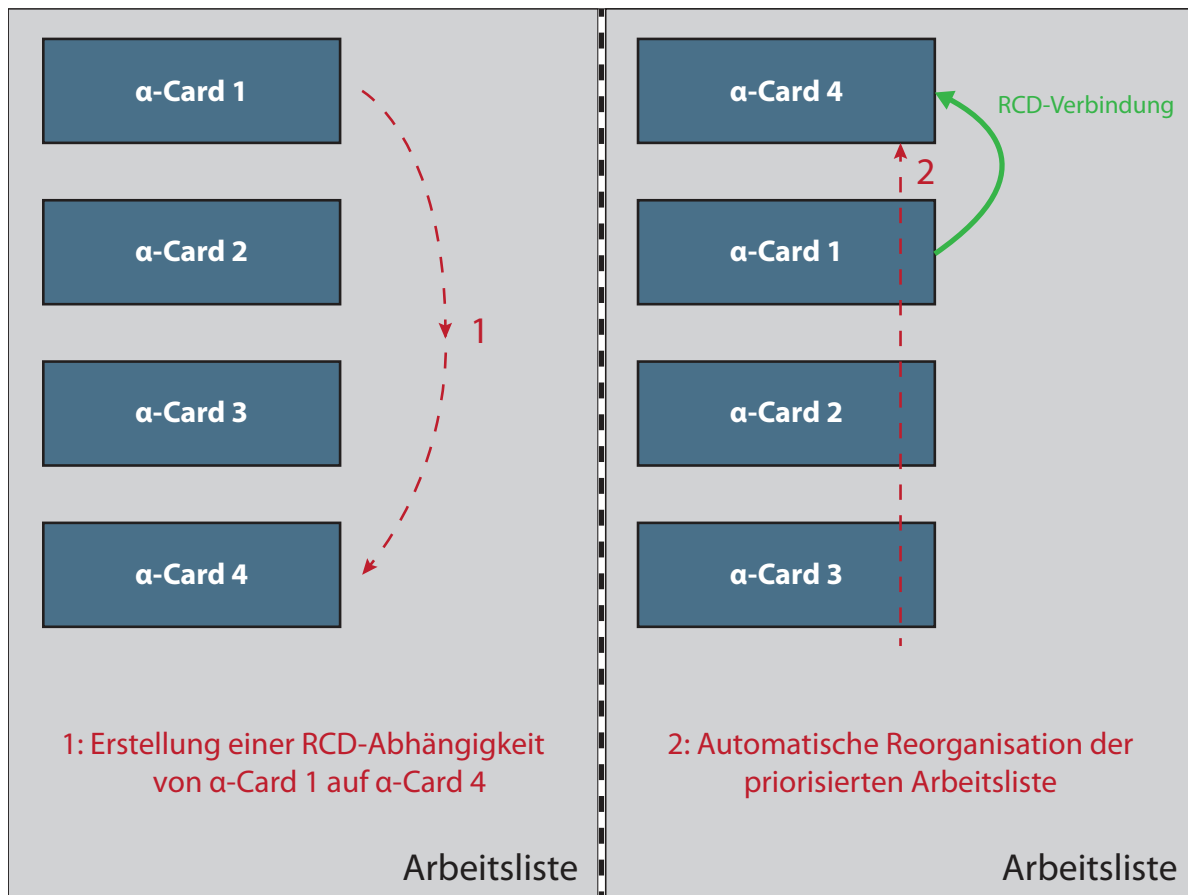 α-Card 1
α-Card 2
α-Card 3
α-Card 4
1
1: Erstellung einer RCD-Abhängigkeit
von α-Card 1 auf α-Card 4
Arbeitsliste
α-Card 4
RCD-Verbindung
2
α-Card 1
α-Card 2
α-Card 3
2: Automatische Reorganisation der
priorisierten Arbeitsliste
Arbeitsliste